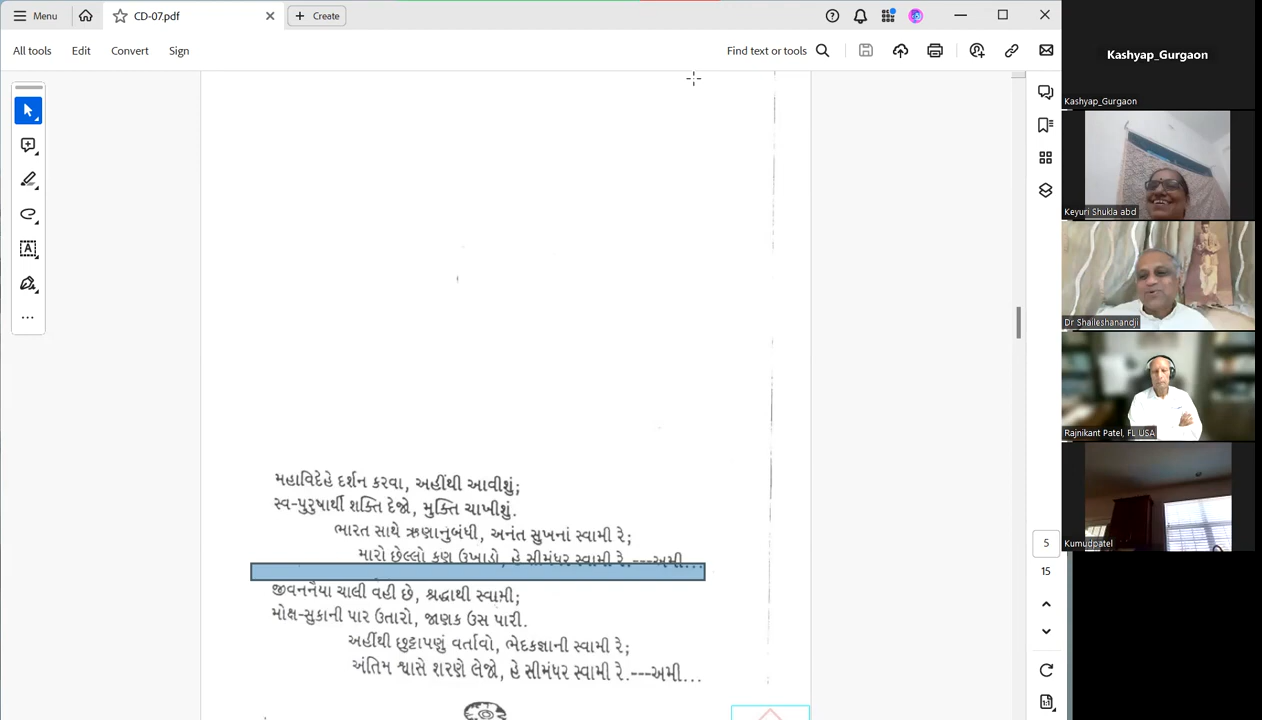 Menu
CD-07.pdf
Create
All tools
Edit
Convert
Sign
Find text or tools
મહાવિદેહે દર્શન કરવા, અહીંથી આવીશું;
સ્વ-પુરુષાર્થી શક્તિ દેજો, મુક્તિ ચાખીશું.
ભારત સાથે ઋણાનુબંધી, અનંત સુખનાં સ્વામી રે;
મારો છેલ્લો કણ ઉખાડો, હે સીમંધર સ્વામી રે.---અમી...
જીવનનૈયા ચાલી વહી છે, શ્રદ્ધાથી સ્વામી;
મોક્ષ-સુકાની પાર ઉતારો, જાણક ઉસ પારી.
અહીંથી છુટ્ટાપણું વર્તાવો, ભેદકજ્ઞાની સ્વામી રે;
અંતિમ શ્વાસે શરણે લેજો, હે સીમંધર સ્વામી રે.---અમી...
5
15
Kashyap_Gurgaon
Kashyap_Gurgaon
Keyuri Shukla abd
Dr Shaileshanandji
Rajnikant Patel, FL USA
Kumudpatel